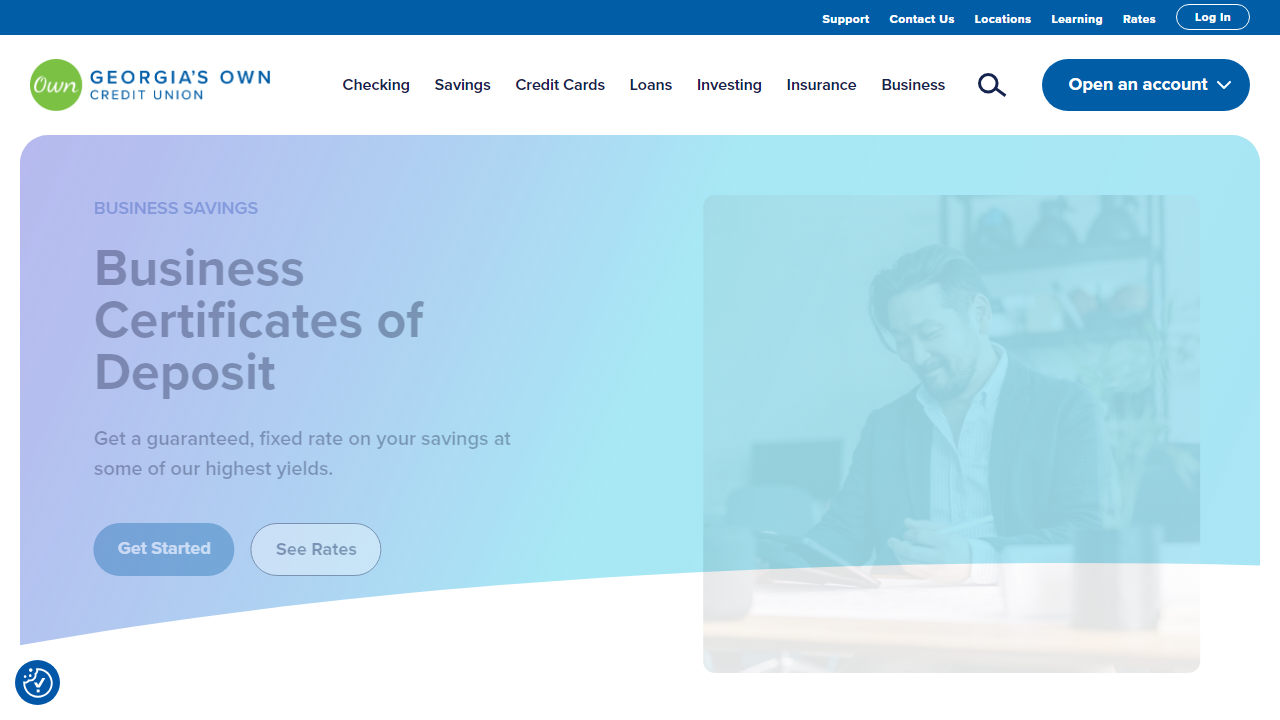 Support Contact Us Locations Learning Rates Log In
Own GEORGIA'S OWN
CREDIT UNION
Checking Savings Credit Cards Loans Investing Insurance Business Open an account
BUSINESS SAVINGS
Business
Certificates of
Deposit
Get a guaranteed, fixed rate on your savings at
some of our highest yields.
Get Started See Rates